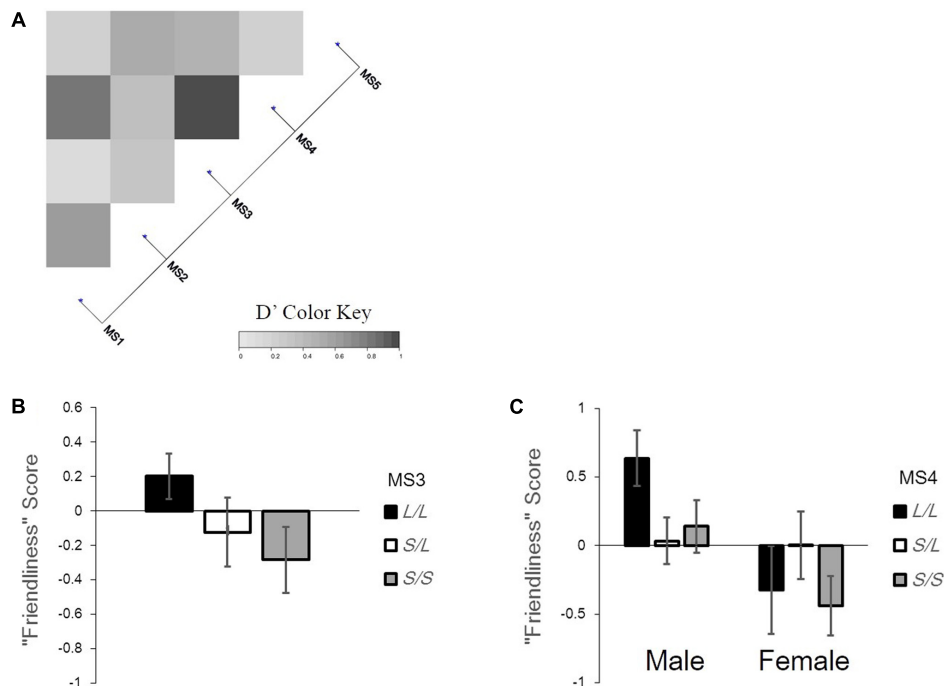 A
MS5
MS4
MS3
MS2
MS1
D’ Color Key
0 0.2 0.4 0.6 0.8 1
B
0.6
0.4
0.2
0
-0.2
-0.4
-0.6
-0.8
-1
"Friendliness" Score
MS3
L/L
S/L
S/S
C
1
0.5
0
-0.5
-1
"Friendliness" Score
Male Female
MS4
L/L
S/L
S/S